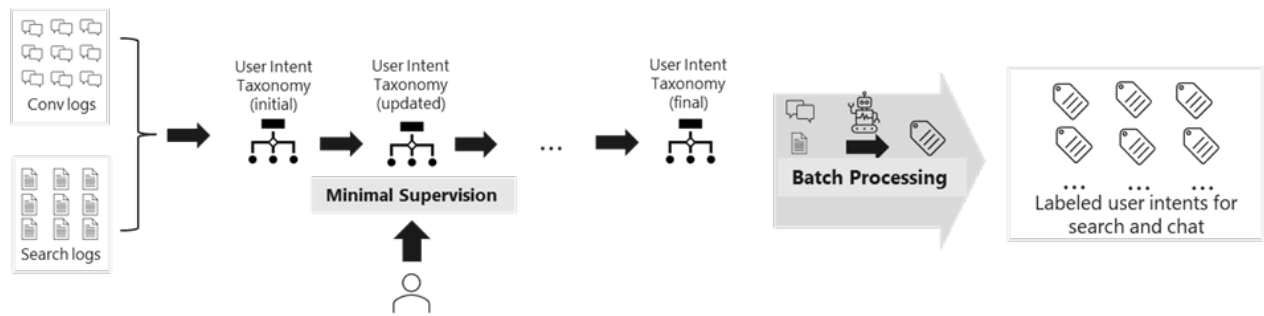 Conv logs
Search logs
User Intent
Taxonomy
(initial)
User Intent
Taxonomy
(updated)
Minimal Supervision
...
User Intent
Taxonomy
(final)
Batch Processing
... ... ...
Labeled user intents for
search and chat